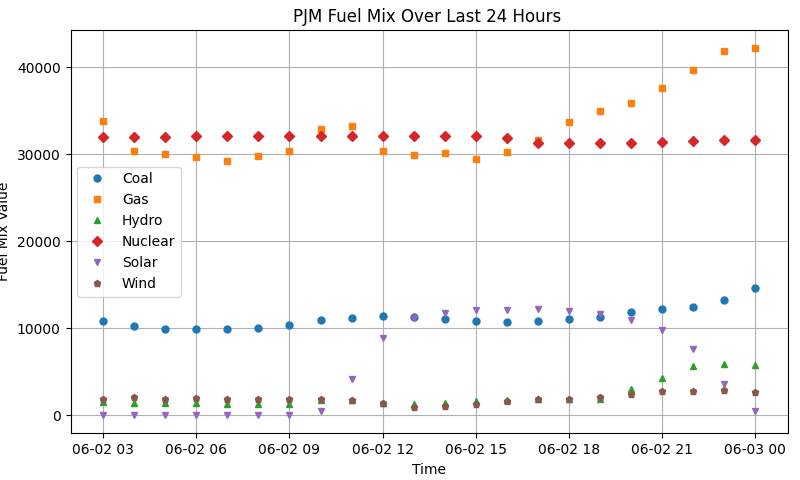 PJM Fuel Mix Over Last 24 Hours
40000
30000
20000
10000
0
Fuel Mix Value
Coal
Gas
Hydro
Nuclear
Solar
Wind
06-02 03 06-02 06 06-02 09 06-02 12 06-02 15 06-02 18 06-02 21 06-03 00
Time